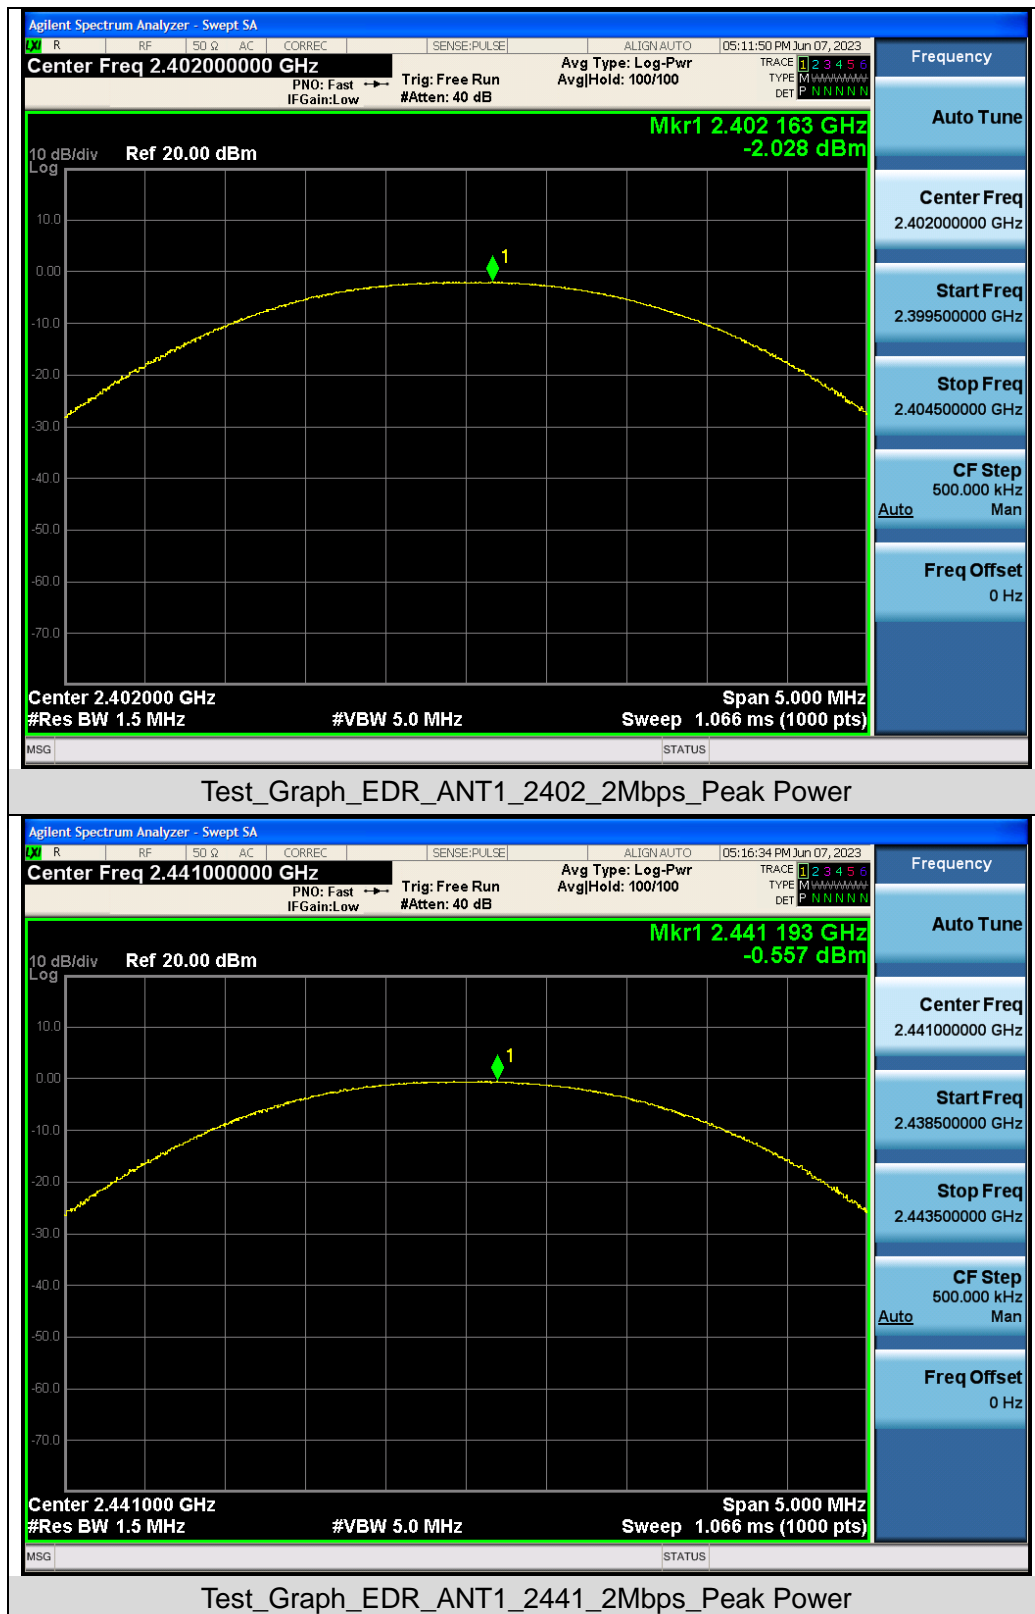 Agilent Spectrum Analyzer - Swept SA
LXI R RF 50 Ω AC CORREC SENSE:PULSE ALIGN AUTO 05:11:50 PM Jun 07, 2023
Center Freq 2.402000000 GHz
PNO: Fast
IFGain:Low
Trig: Free Run
#Atten: 40 dB
Avg Type: Log-Pwr
Avg|Hold: 100/100
TRACE 1 2 3 4 5 6
TYPE M WWWWW
DET P N N N N N
Mkr1 2.402 163 GHz
-2.028 dBm
10 dB/div Ref 20.00 dBm
Log
10.0
0.00
-10.0
-20.0
-30.0
-40.0
-50.0
-60.0
-70.0
1
Center 2.402000 GHz Span 5.000 MHz
#Res BW 1.5 MHz #VBW 5.0 MHz Sweep 1.066 ms (1000 pts)
MSG STATUS
Frequency
Auto Tune
Center Freq
2.402000000 GHz
Start Freq
2.399500000 GHz
Stop Freq
2.404500000 GHz
CF Step
500.000 kHz
Auto Man
Freq Offset
0 Hz
Test_Graph_EDR_ANT1_2402_2Mbps_Peak Power
Agilent Spectrum Analyzer - Swept SA
LXI R RF 50 Ω AC CORREC SENSE:PULSE ALIGN AUTO 05:16:34 PM Jun 07, 2023
Center Freq 2.441000000 GHz
PNO: Fast
IFGain:Low
Trig: Free Run
#Atten: 40 dB
Avg Type: Log-Pwr
Avg|Hold: 100/100
TRACE 1 2 3 4 5 6
TYPE M WWWWW
DET P N N N N N
Mkr1 2.441 193 GHz
-0.557 dBm
10 dB/div Ref 20.00 dBm
Log
10.0
0.00
-10.0
-20.0
-30.0
-40.0
-50.0
-60.0
-70.0
1
Center 2.441000 GHz Span 5.000 MHz
#Res BW 1.5 MHz #VBW 5.0 MHz Sweep 1.066 ms (1000 pts)
MSG STATUS
Frequency
Auto Tune
Center Freq
2.441000000 GHz
Start Freq
2.438500000 GHz
Stop Freq
2.443500000 GHz
CF Step
500.000 kHz
Auto Man
Freq Offset
0 Hz
Test_Graph_EDR_ANT1_2441_2Mbps_Peak Power